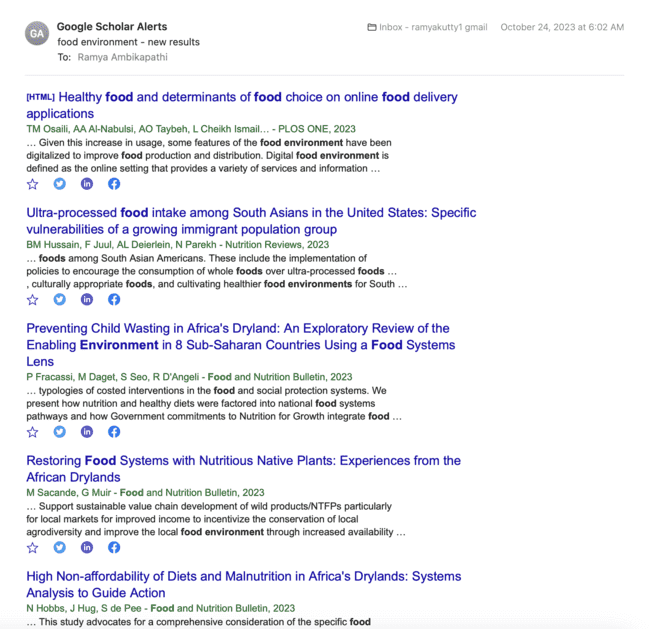 GA
Google Scholar Alerts
Inbox - ramyakutty1 gmail October 24, 2023 at 6:02 AM
food environment - new results
To: Ramya Ambikapathi
[HTML] Healthy food and determinants of food choice on online food delivery
applications
TM Osaili, AA Al-Nabulsi, AO Taybeh, L Cheikh Ismail… - PLOS ONE, 2023
… Given this increase in usage, some features of the food environment have been
digitalized to improve food production and distribution. Digital food environment is
defined as the online setting that provides a variety of services and information …
Ultra-processed food intake among South Asians in the United States: Specific
vulnerabilities of a growing immigrant population group
BM Hussain, F Juul, AL Deierlein, N Parekh - Nutrition Reviews, 2023
… foods among South Asian Americans. These include the implementation of
policies to encourage the consumption of whole foods over ultra-processed foods …
, culturally appropriate foods, and cultivating healthier food environments for South …
Preventing Child Wasting in Africa's Dryland: An Exploratory Review of the
Enabling Environment in 8 Sub-Saharan Countries Using a Food Systems
Lens
P Fracassi, M Daget, S Seo, R D'Angeli - Food and Nutrition Bulletin, 2023
… typologies of costed interventions in the food and social protection systems. We
present how nutrition and healthy diets were factored into national food systems
pathways and how Government commitments to Nutrition for Growth integrate food …
Restoring Food Systems with Nutritious Native Plants: Experiences from the
African Drylands
M Sacande, G Muir - Food and Nutrition Bulletin, 2023
… Support sustainable value chain development of wild products/NTFPs particularly
for local markets for improved income to incentivize the conservation of local
agrodiversity and improve the local food environment through increased availability …
High Non-affordability of Diets and Malnutrition in Africa's Drylands: Systems
Analysis to Guide Action
N Hobbs, J Hug, S de Pee - Food and Nutrition Bulletin, 2023
… This study advocates for a comprehensive consideration of the specific food